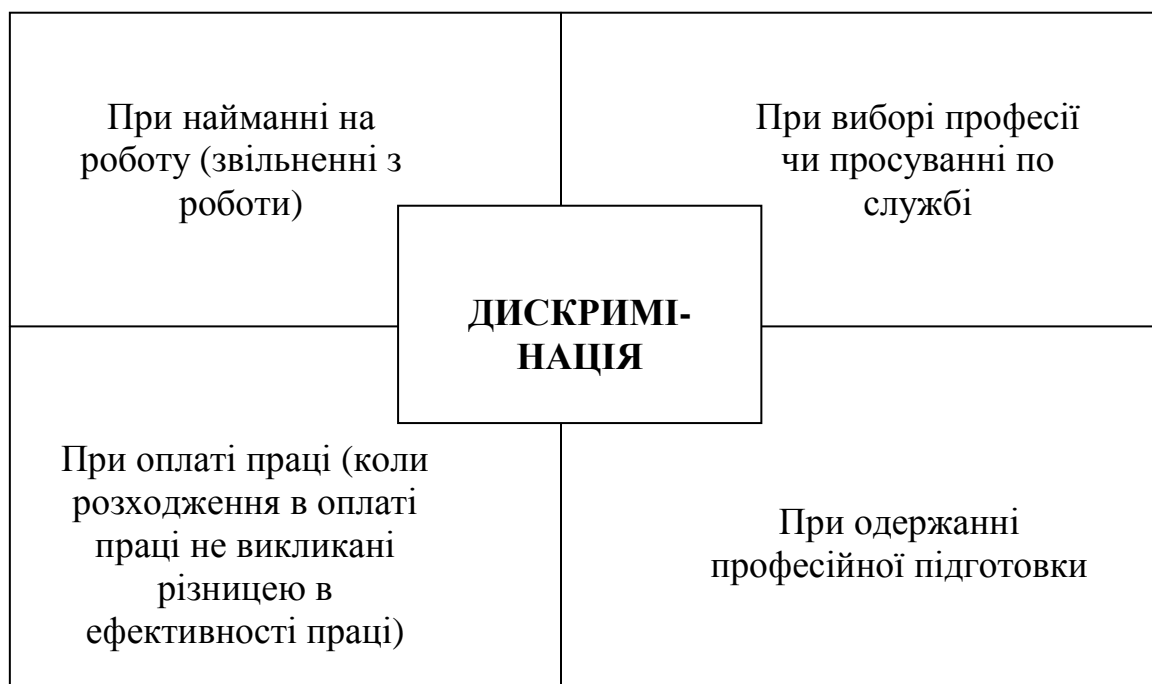 При найманні на
роботу (звільненні з
роботи)
При виборі професії
чи просуванні по
службі
ДИСКРИМІ-
НАЦІЯ
При оплаті праці (коли
розходження в оплаті
праці не викликані
різницею в
ефективності праці)
При одержанні
професійної підготовки